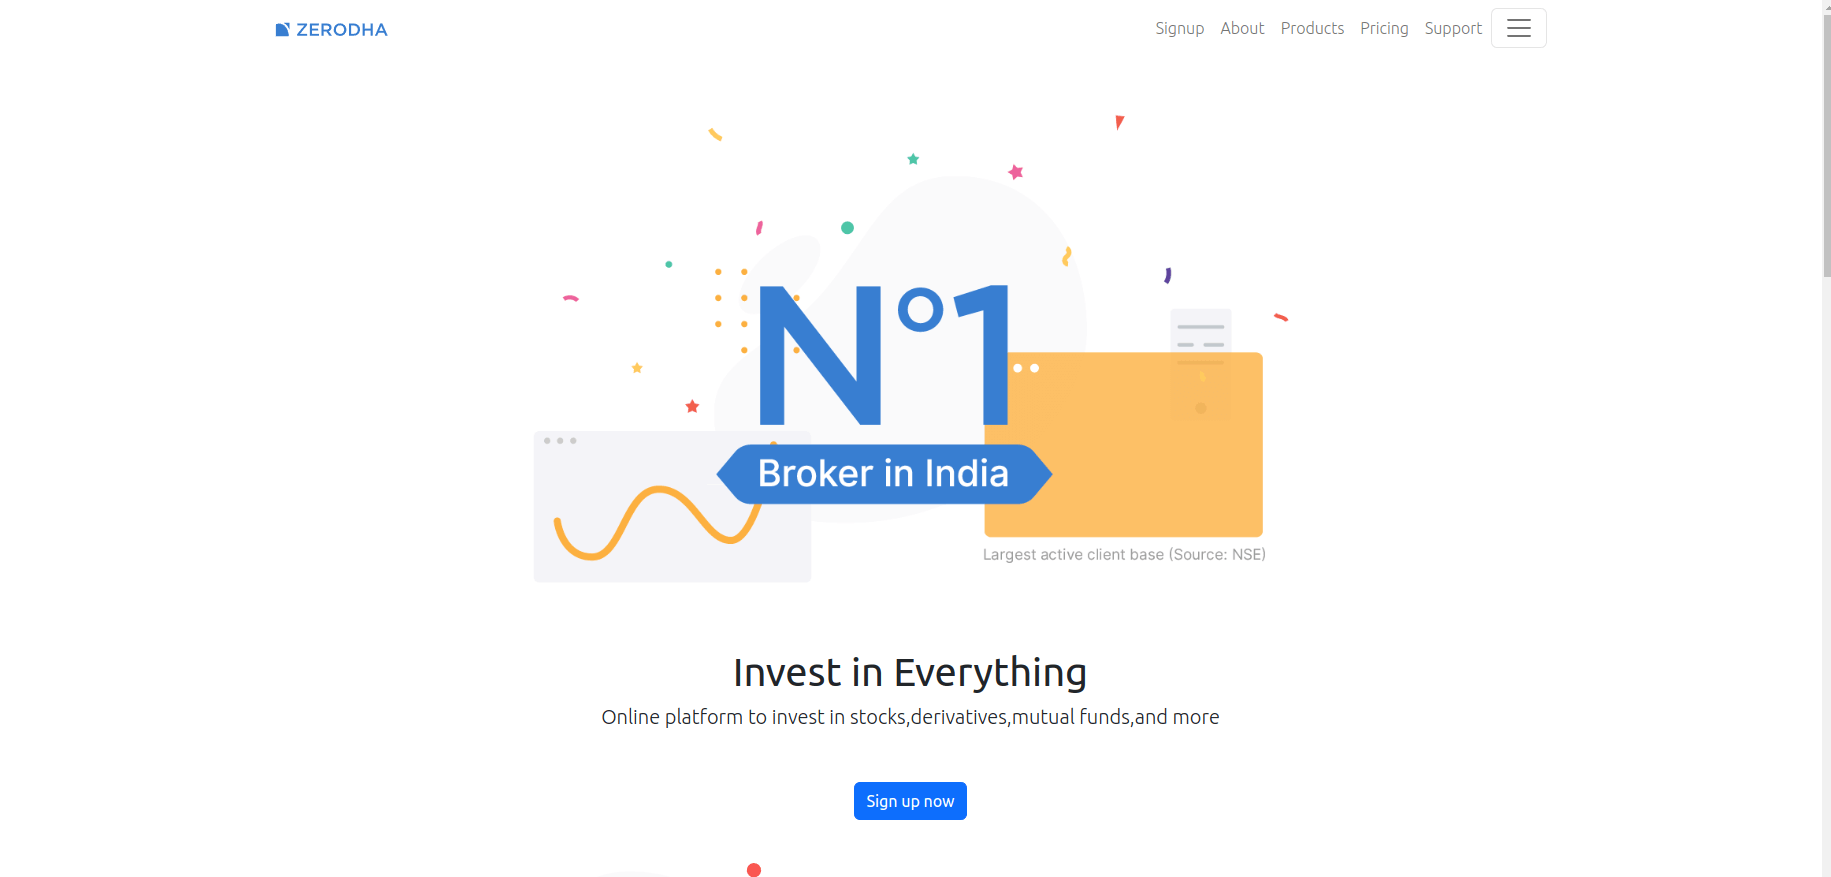 ZERODHA
Signup About Products Pricing Support
N°1
Broker in India
Largest active client base (Source: NSE)
Invest in Everything
Online platform to invest in stocks,derivatives,mutual funds,and more
Sign up now